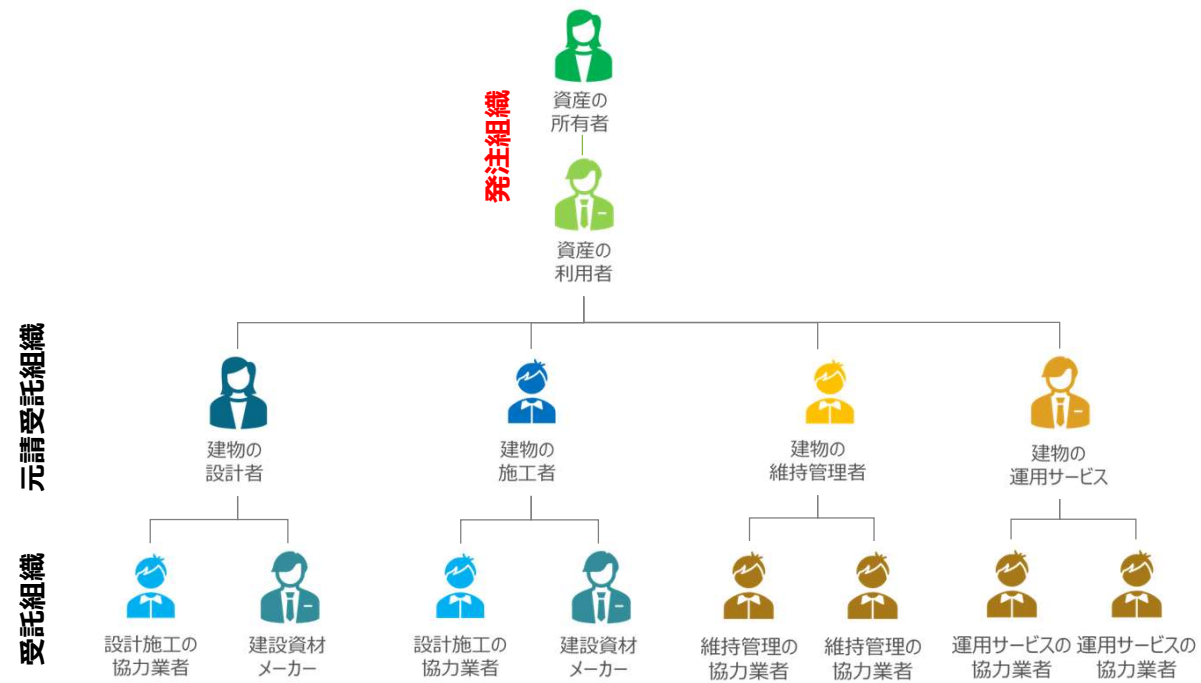 発注組織
資産の
所有者
資産の
利用者
元請受託組織
建物の
設計者
建物の
施工者
建物の
維持管理者
建物の
運用サービス
受託組織
設計施工の
協力業者
建設資材
メーカー
設計施工の
協力業者
建設資材
メーカー
維持管理の
協力業者
維持管理の
協力業者
運用サービスの
協力業者
運用サービスの
協力業者